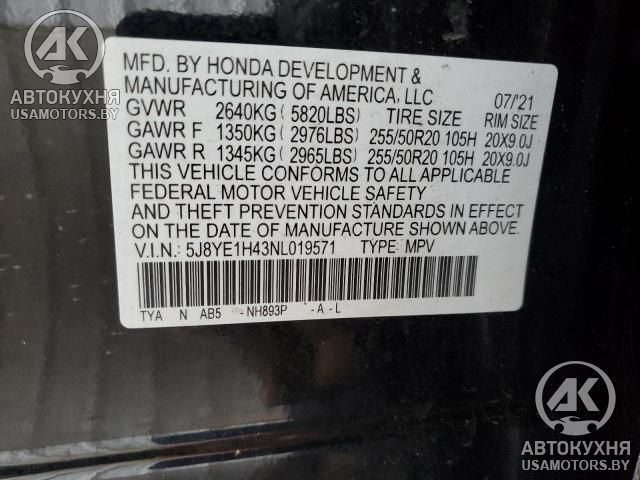 АК
АВТОКУХНЯ
USAMOTORS.BY
MFD. BY HONDA DEVELOPMENT &
MANUFACTURING OF AMERICA, LLC 07/'21
GVWR 2640KG ( 5820LBS) TIRE SIZE RIM SIZE
GAWR F 1350KG ( 2976LBS) 255/50R20 105H 20X9.0J
GAWR R 1345KG ( 2965LBS) 255/50R20 105H 20X9.0J
THIS VEHICLE CONFORMS TO ALL APPLICABLE
FEDERAL MOTOR VEHICLE SAFETY
AND THEFT PREVENTION STANDARDS IN EFFECT
ON THE DATE OF MANUFACTURE SHOWN ABOVE.
V.I.N.: 5J8YE1H43NL019571 TYPE: MPV
TYA N AB5 -NH893P -A-L
АК
АВТОКУХНЯ
USAMOTORS.BY